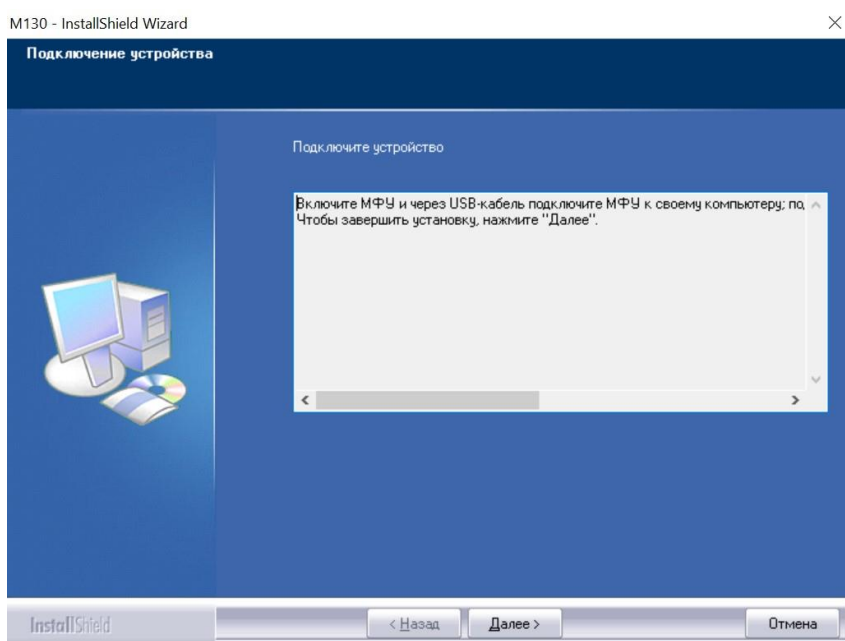 M130 - InstallShield Wizard
Подключение устройства
Подключите устройство
Включите МФУ и через USB-кабель подключите МФУ к своему компьютеру;
Чтобы завершить установку, нажмите "Далее".
InstallShield
< Назад
Далее >
Отмена